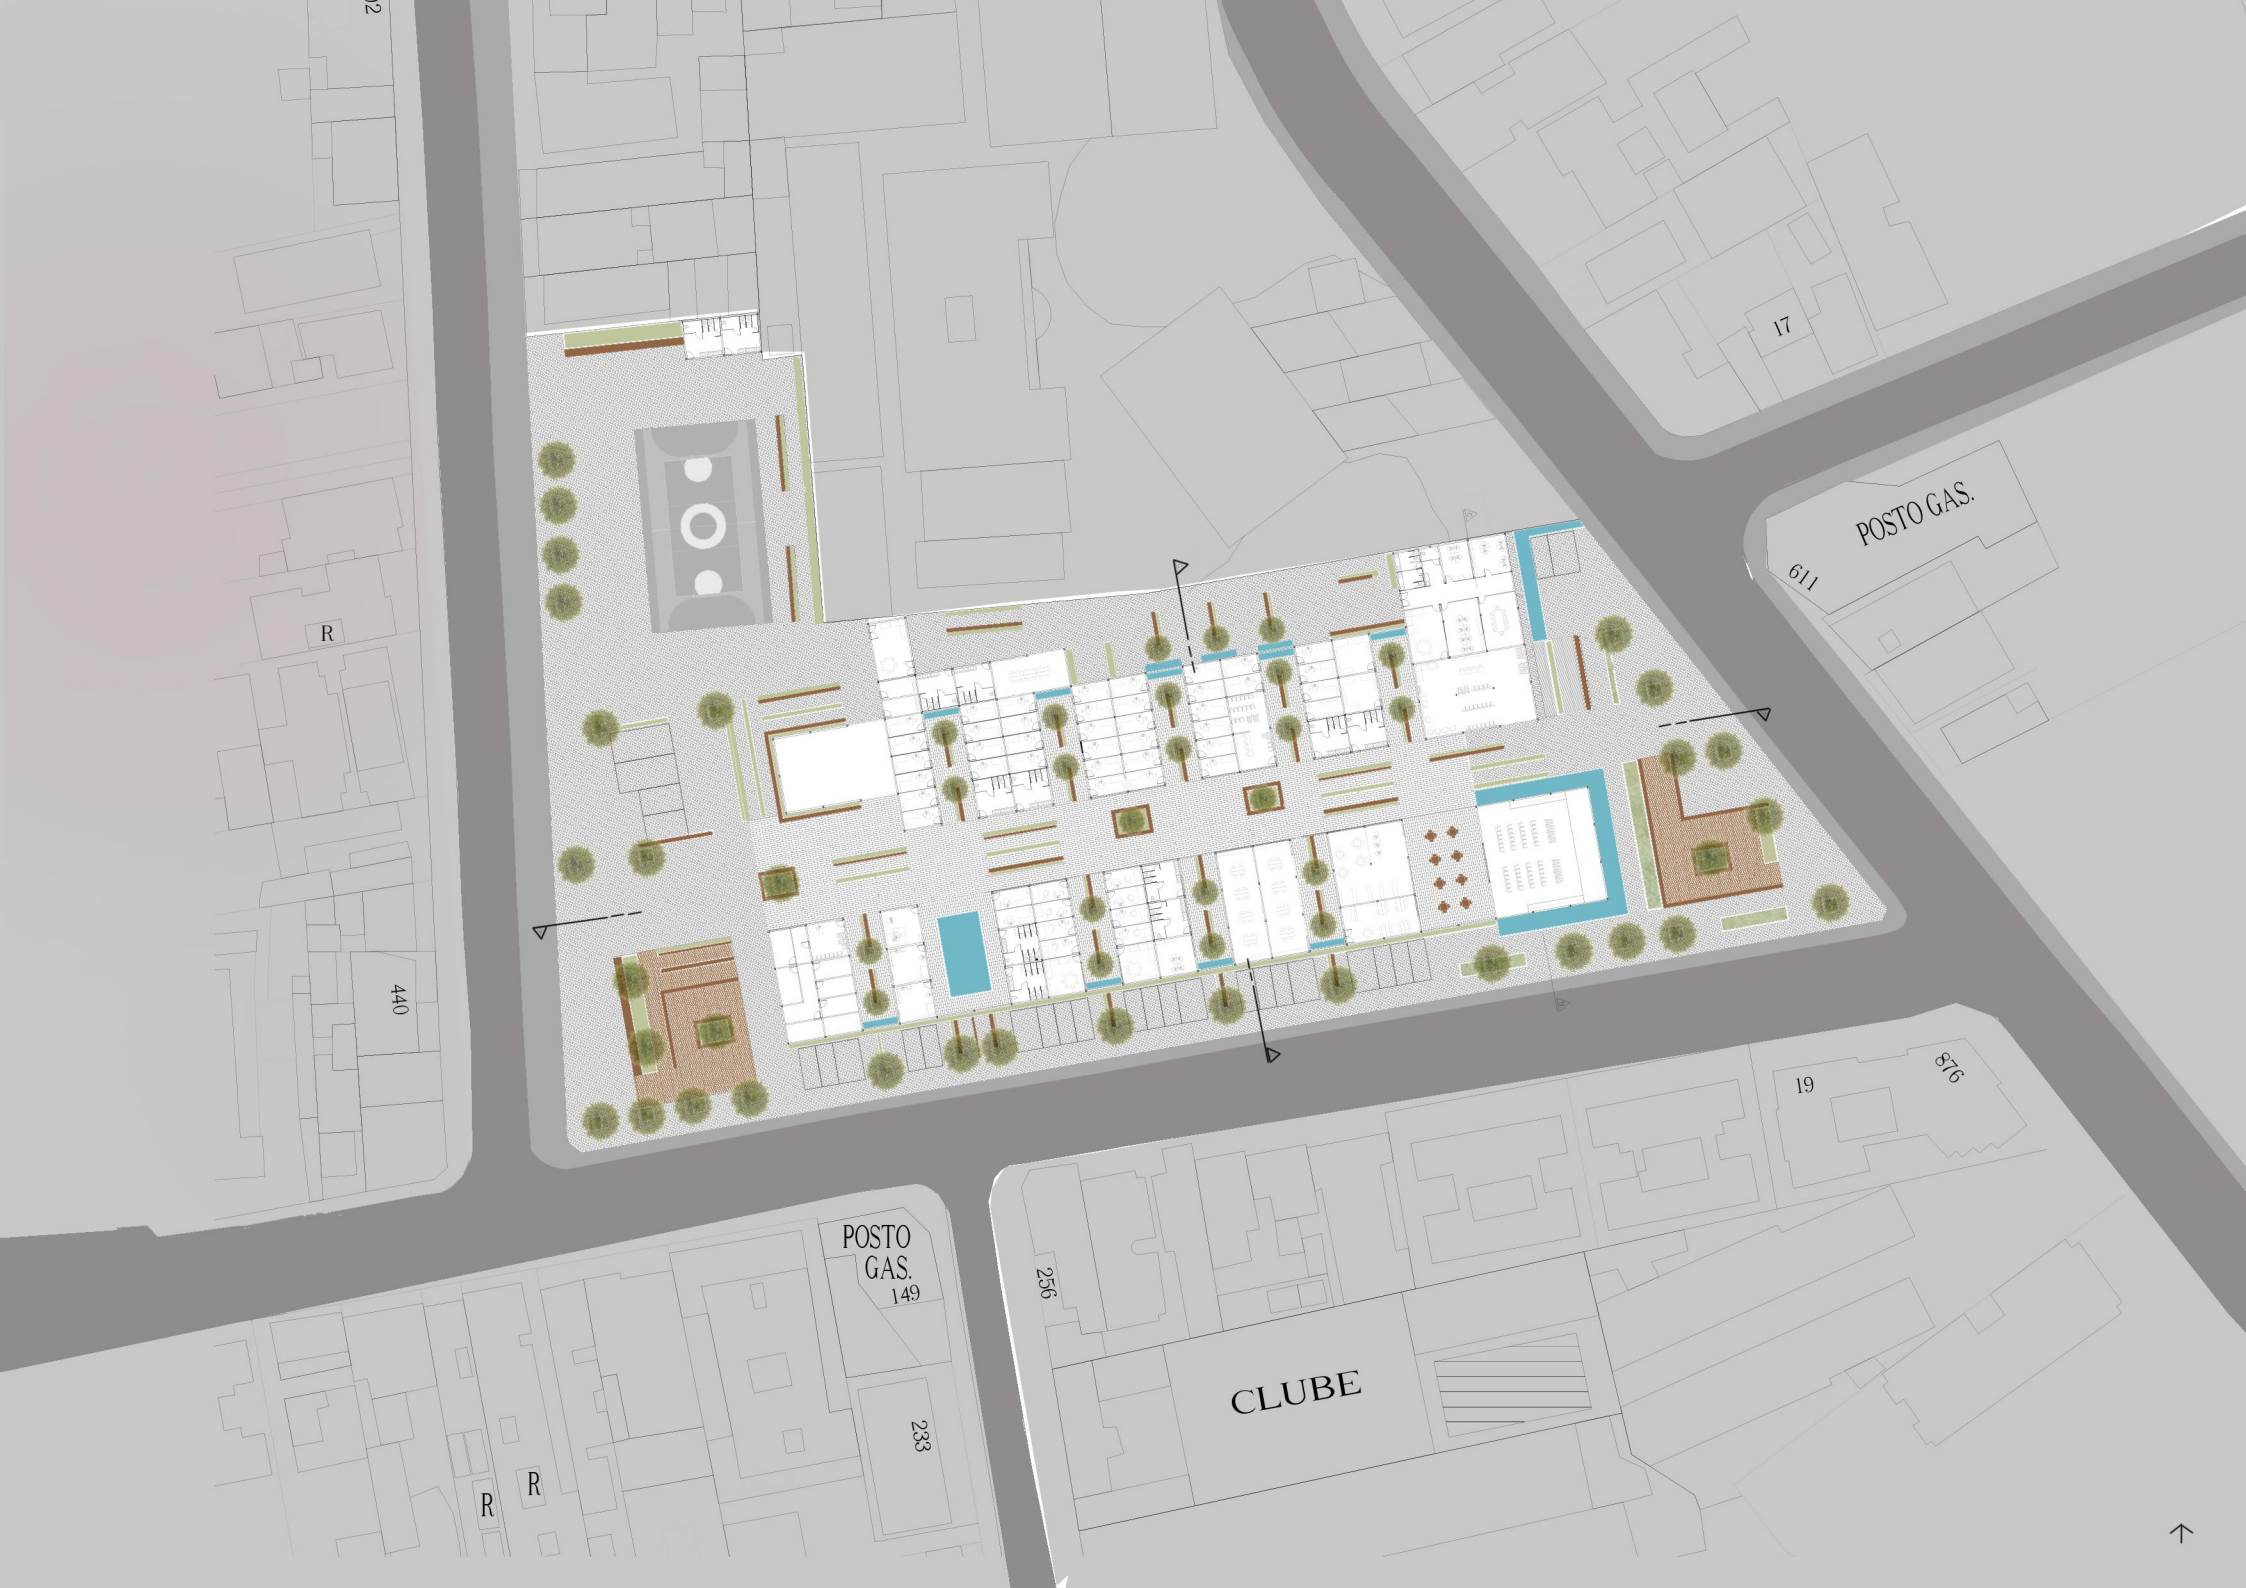 17
POSTO GAS.
611
R
440
19
876
POSTO
GAS.
149
256
CLUBE
233
R
R